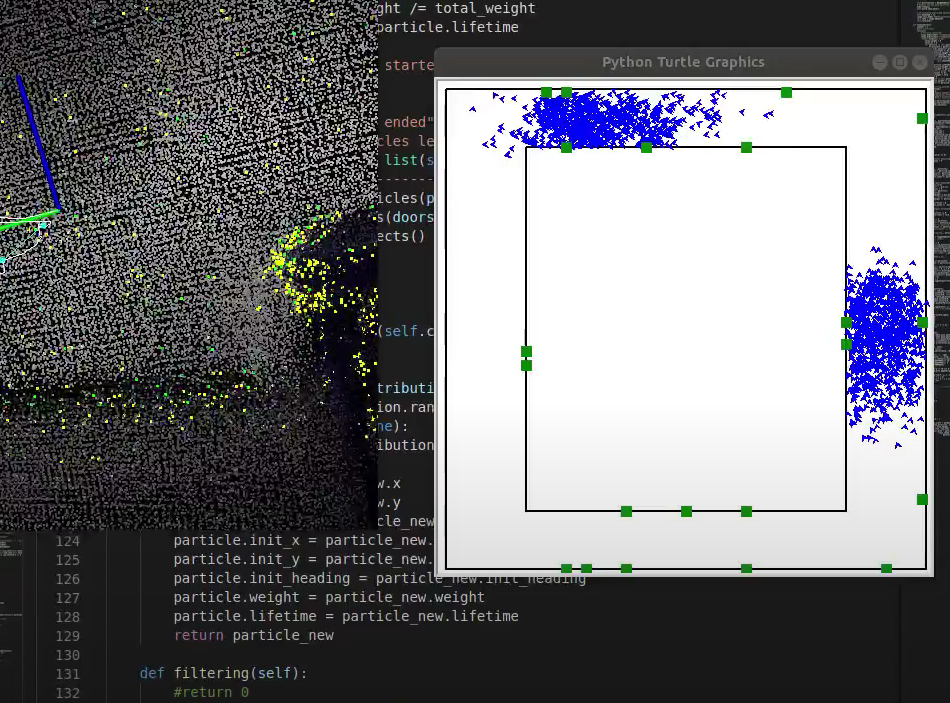 ght /= total_weight
particle.lifetime
Python Turtle Graphics
starte
ended"
cles le
list(s
icles(p
s(doors
ects()
(self.c
tributi
ion.ran
ne):
ibution
w.x
w.y
cle_new
124 particle.init_x = particle_new.
125 particle.init_y = particle_new.
126 particle.init_heading = particle_new.init_heading
127 particle.weight = particle_new.weight
128 particle.lifetime = particle_new.lifetime
129 return particle_new
130
131 def filtering(self):
132 #return 0